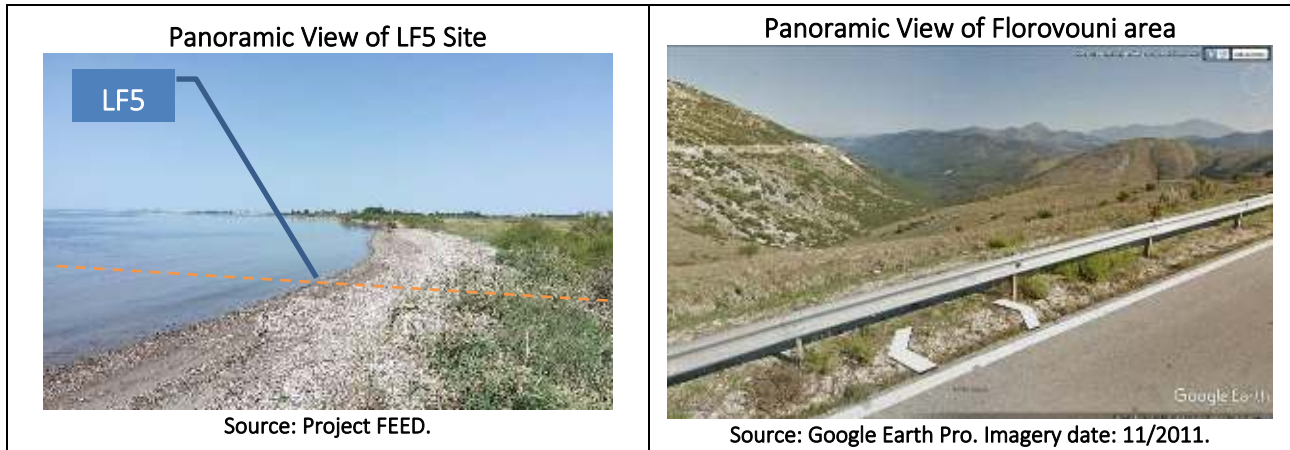 Panoramic View of LF5 Site
LF5
Source: Project FEED.
Panoramic View of Florovouni area
Google Earth
Source: Google Earth Pro. Imagery date: 11/2011.